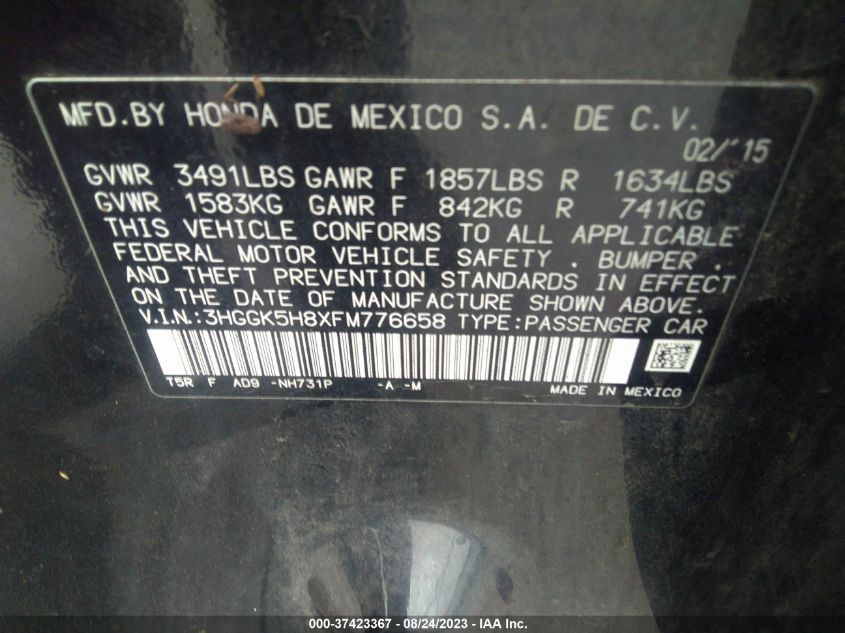 MFD.BY HONDA DE MEXICO S.A. DE C.V.
02/'15
GVWR 3491LBS GAWR F 1857LBS R 1634LBS
GVWR 1583KG GAWR F 842KG R 741KG
THIS VEHICLE CONFORMS TO ALL APPLICABLE
FEDERAL MOTOR VEHICLE SAFETY , BUMPER ,
AND THEFT PREVENTION STANDARDS IN EFFECT
ON THE DATE OF MANUFACTURE SHOWN ABOVE.
V.I.N.:3HGGK5H8XFM776658 TYPE:PASSENGER CAR
T5R F AD9 -NH731P -A -M MADE IN MEXICO
000-37423367 - 08/24/2023 - IAA Inc.